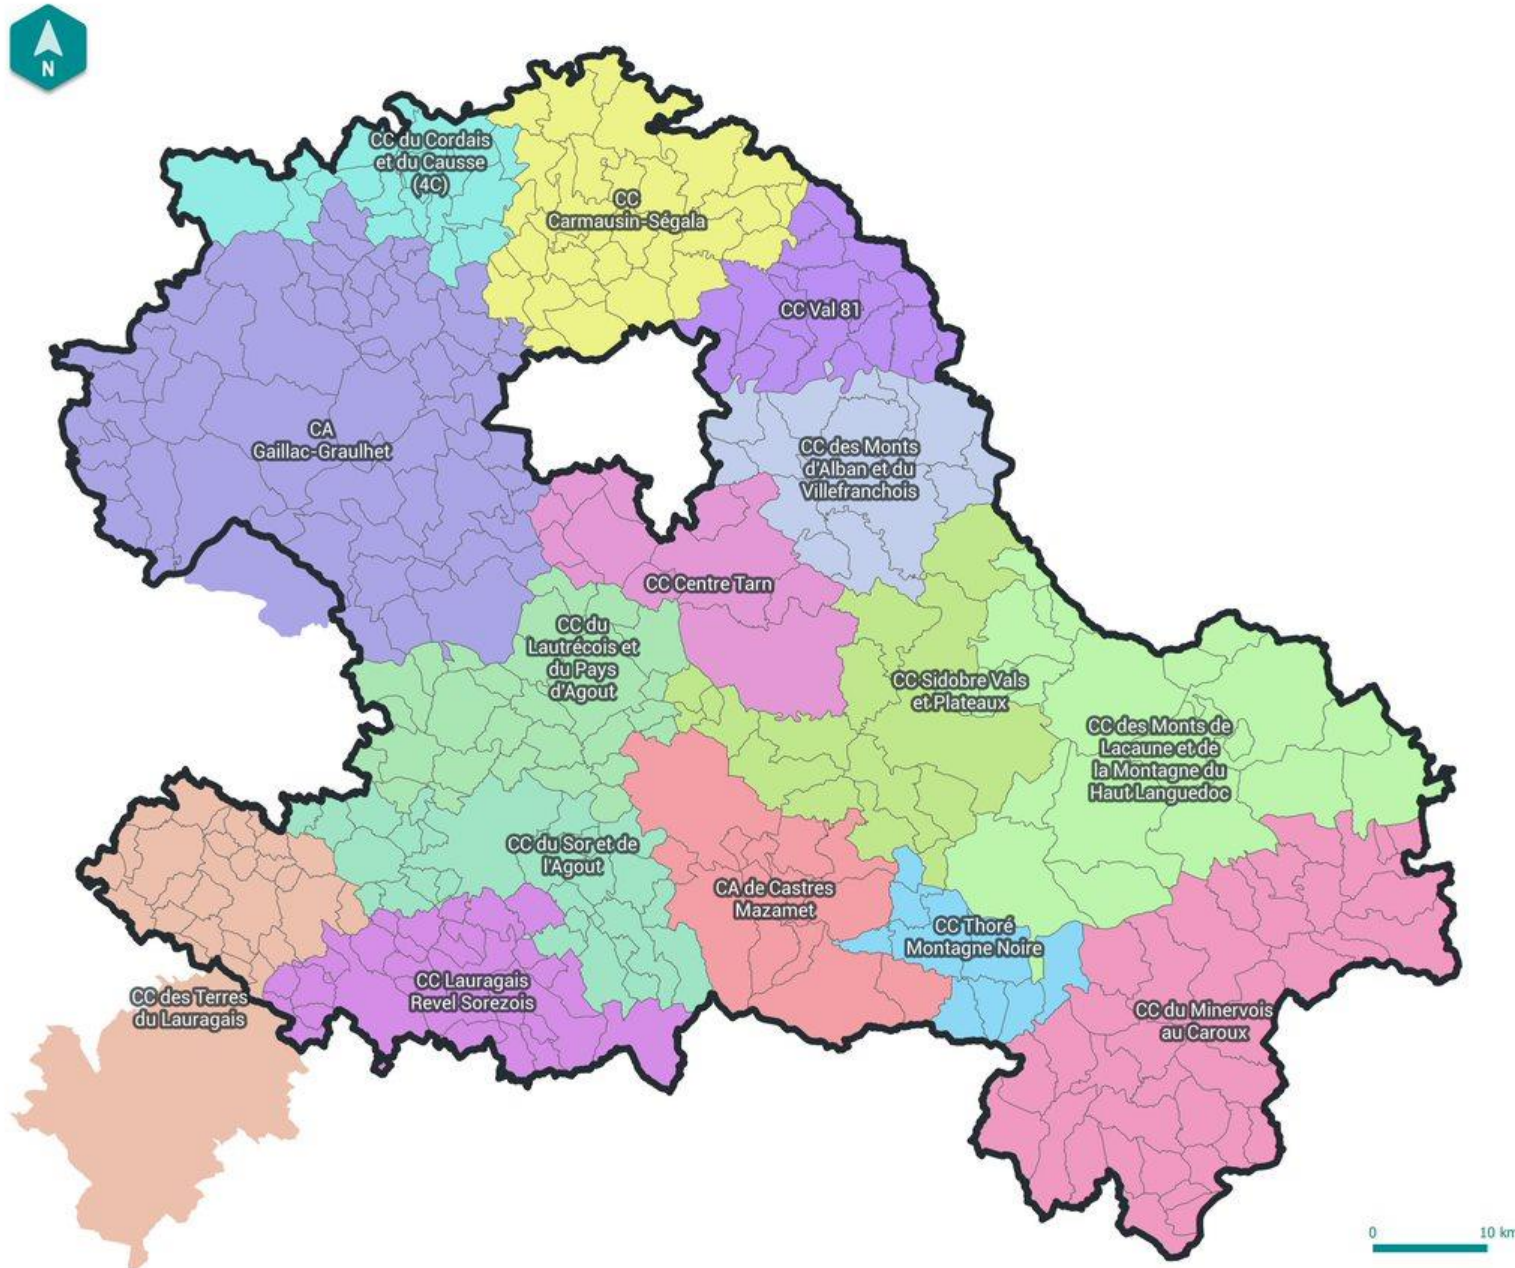 N
CC du Cordais
et du Causse
(4C)
CC
Carmausin-Ségala
CC Val 81
CA
Gaillac-Graulhet
CC des Monts
d'Alban et du
Villefranchois
CC Centre Tarn
CC du
Lautrécois et
du Pays
d'Agout
CC Sidobre Vals
et Plateaux
CC des Monts de
Lacaune et de
la Montagne du
Haut Languedoc
CC du Sor et de
l'Agout
CA de Castres
Mazamet
CC Thoré
Montagne Noire
CC Lauragais
Revel Sorezois
CC des Terres
du Lauragais
CC du Minervois
au Caroux
0 10 km